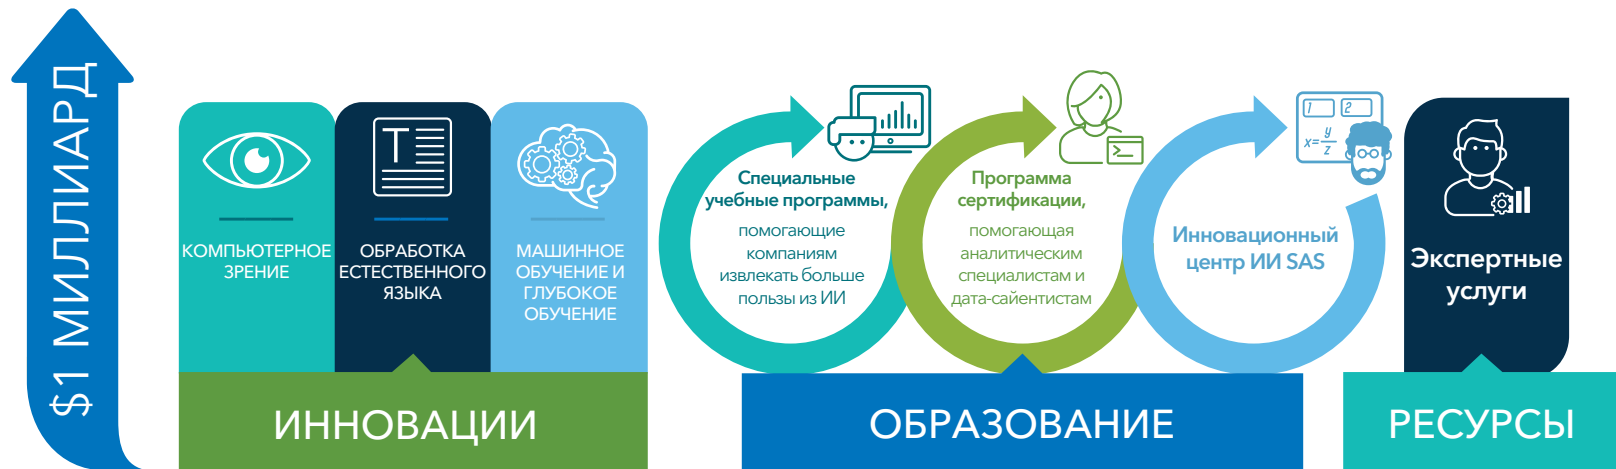 $1 МИЛЛИАРД
КОМПЬЮТЕРНОЕ
ЗРЕНИЕ
T
ОБРАБОТКА
ЕСТЕСТВЕННОГО
ЯЗЫКА
МАШИННОЕ
ОБУЧЕНИЕ И
ГЛУБОКОЕ
ОБУЧЕНИЕ
ИННОВАЦИИ
Специальные
учебные программы,
помогающие
компаниям
извлекать больше
пользы из ИИ
Программа
сертификации,
помогающая
аналитическим
специалистам и
дата-сайентистам
1 2
x=y/z
Инновационный
центр ИИ SAS
ОБРАЗОВАНИЕ
Экспертные
услуги
РЕСУРСЫ